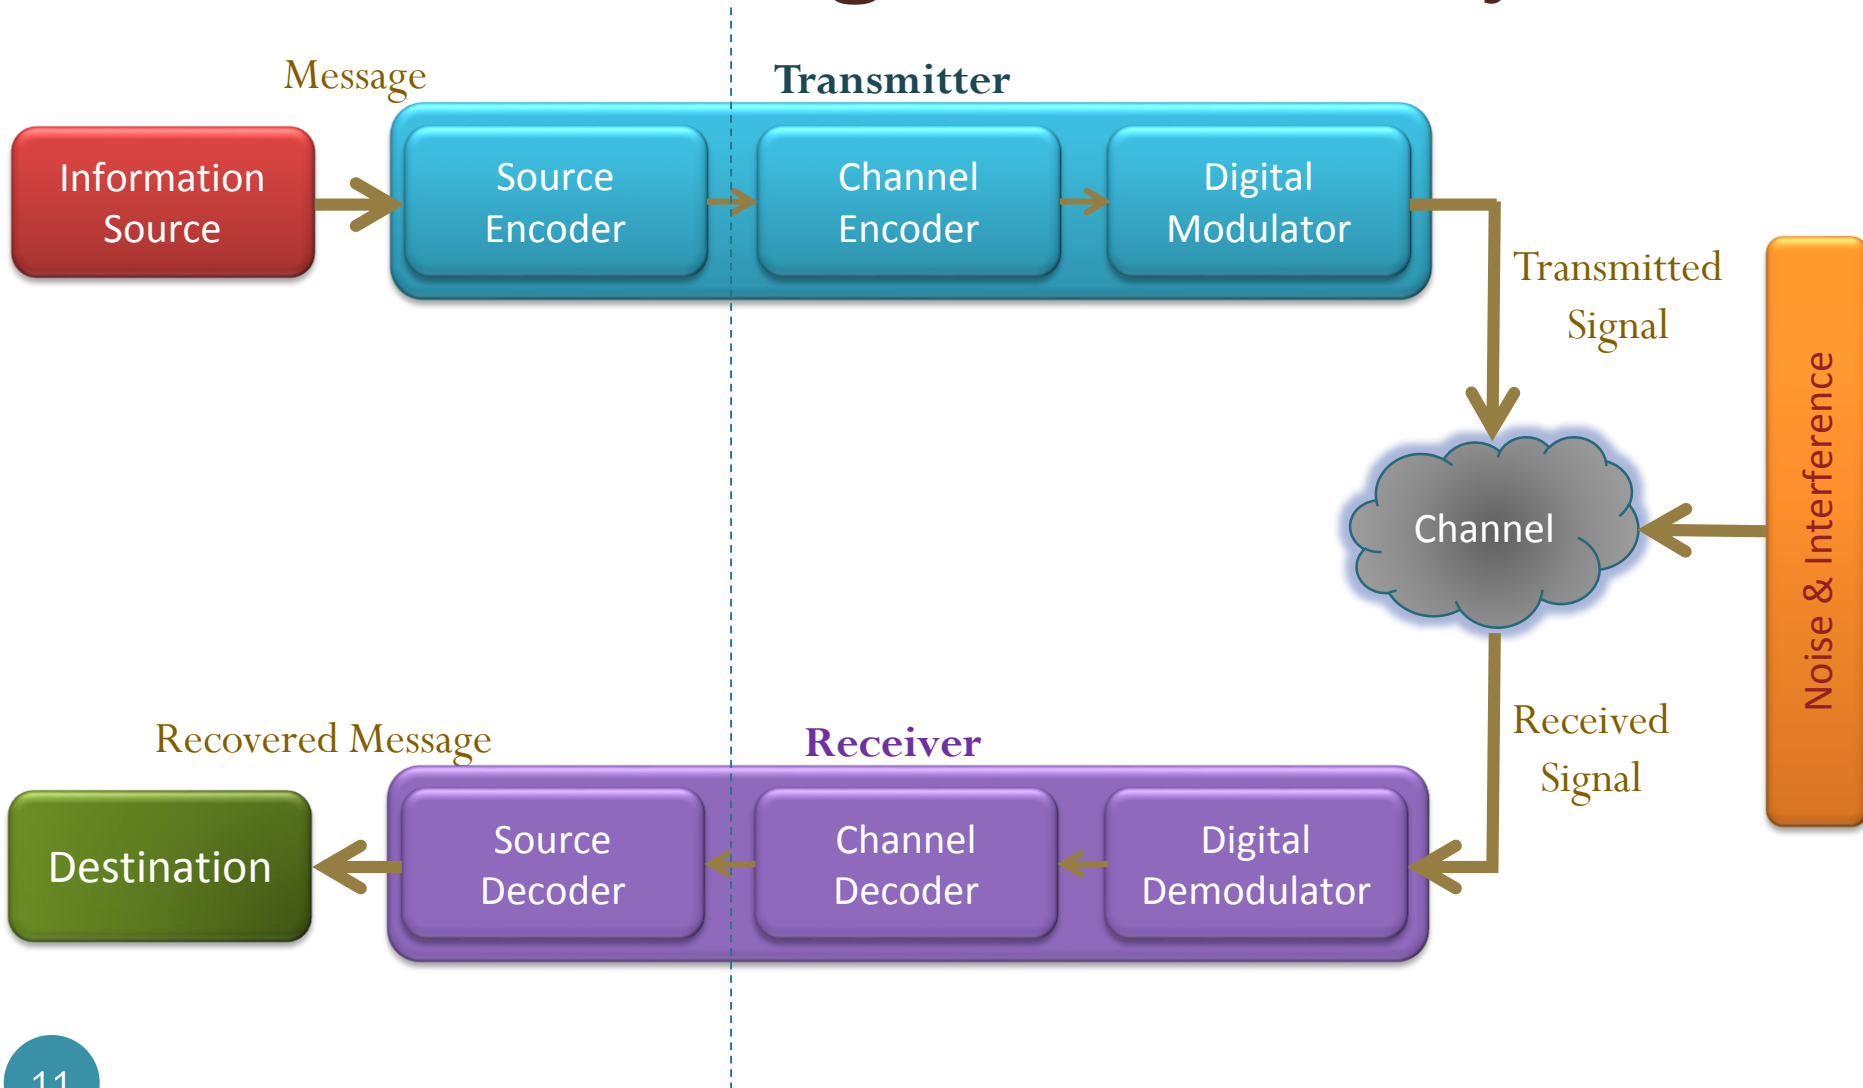 Message
Transmitter
Information
Source
Source
Encoder
Channel
Encoder
Digital
Modulator
Transmitted
Signal
Channel
Noise & Interference
Received
Signal
Recovered Message
Receiver
Destination
Source
Decoder
Channel
Decoder
Digital
Demodulator
11